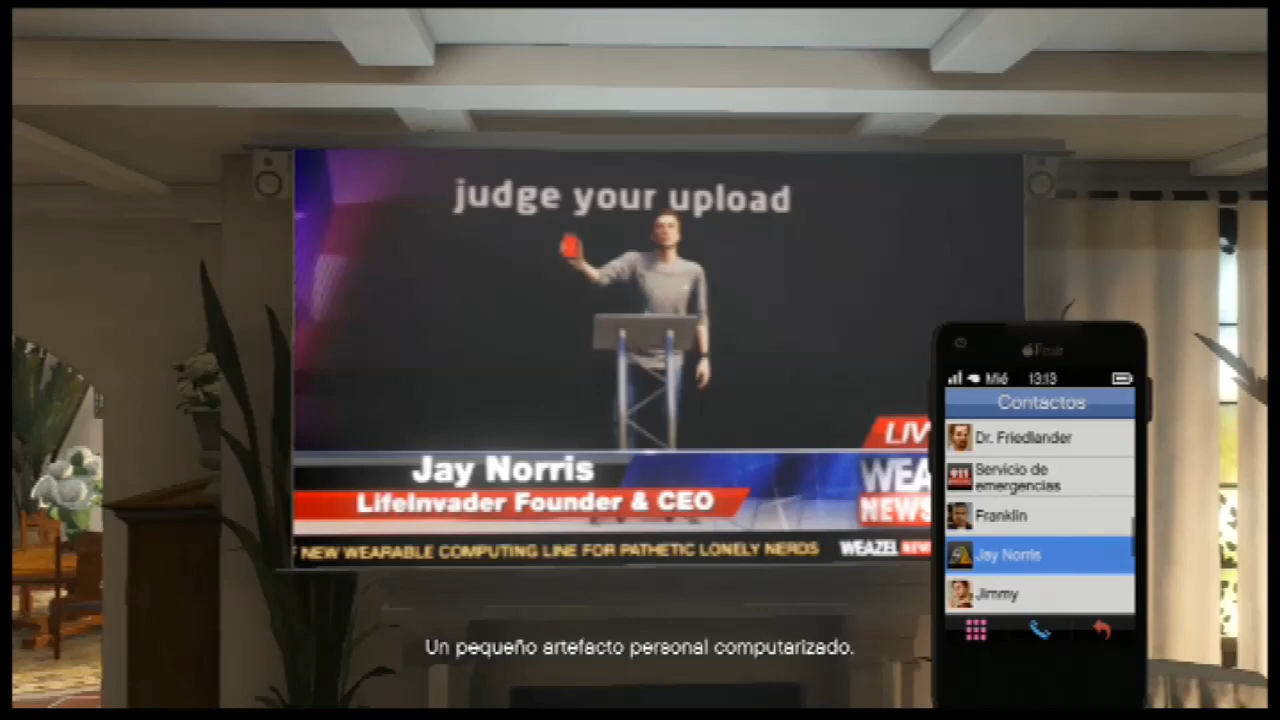 judge your upload
Jay Norris
LifeInvader Founder & CEO
LIV
WEA
NEWS
NEW WEARABLE COMPUTING LINE FOR PATHETIC LONELY NERDS
WEAZEL NEW
Un pequeño artefacto personal computarizado.
Mié 13:13
Contactos
Dr. Friedlander
911
Servicio de
emergencias
Franklin
Jay Norris
Jimmy